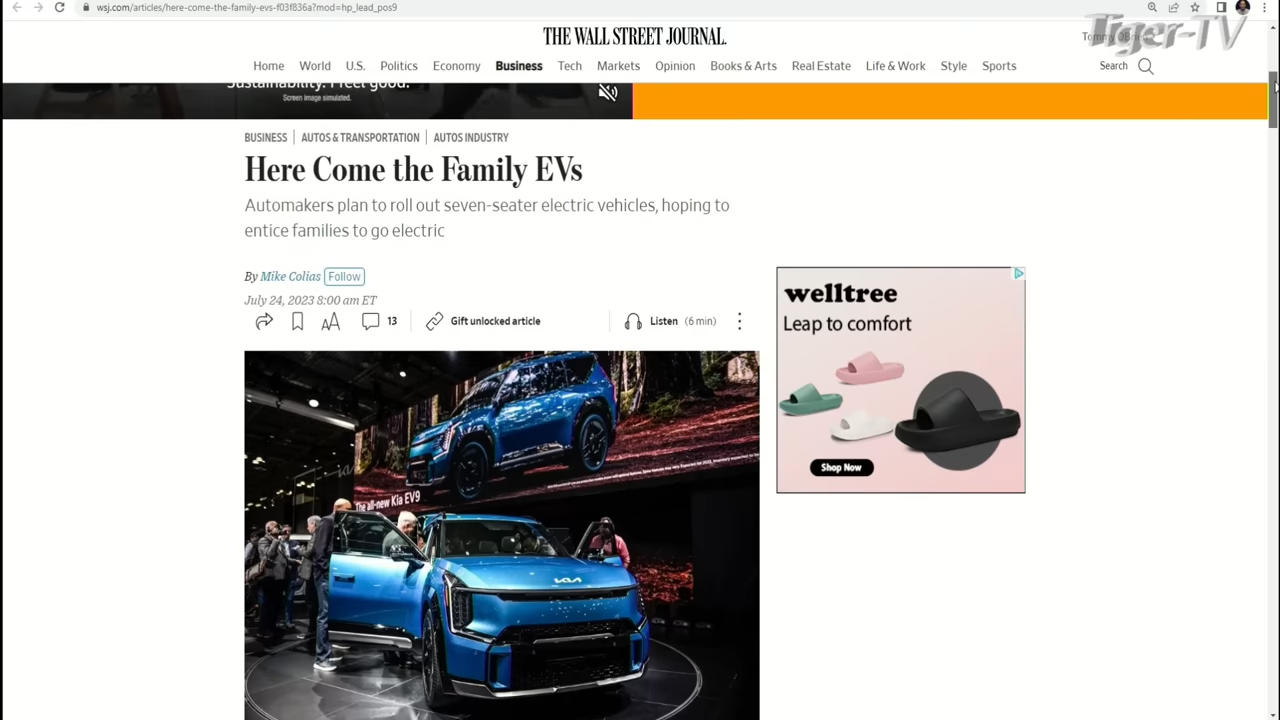 wsj.com/articles/here-come-the-family-evs-f03f836a?mod=hp_lead_pos9
Tiger-TV
THE WALL STREET JOURNAL.
Home World U.S. Politics Economy Business Tech Markets Opinion Books & Arts Real Estate Life & Work Style Sports
Search
Sustainability. I feel good.
Screen image simulated.
BUSINESS | AUTOS & TRANSPORTATION | AUTOS INDUSTRY
Here Come the Family EVs
Automakers plan to roll out seven-seater electric vehicles, hoping to
entice families to go electric
By Mike Colias Follow
July 24, 2023 8:00 am ET
13 Gift unlocked article Listen (6 min)
welltree
Leap to comfort
Shop Now
The all-new Kia EV9
KIA